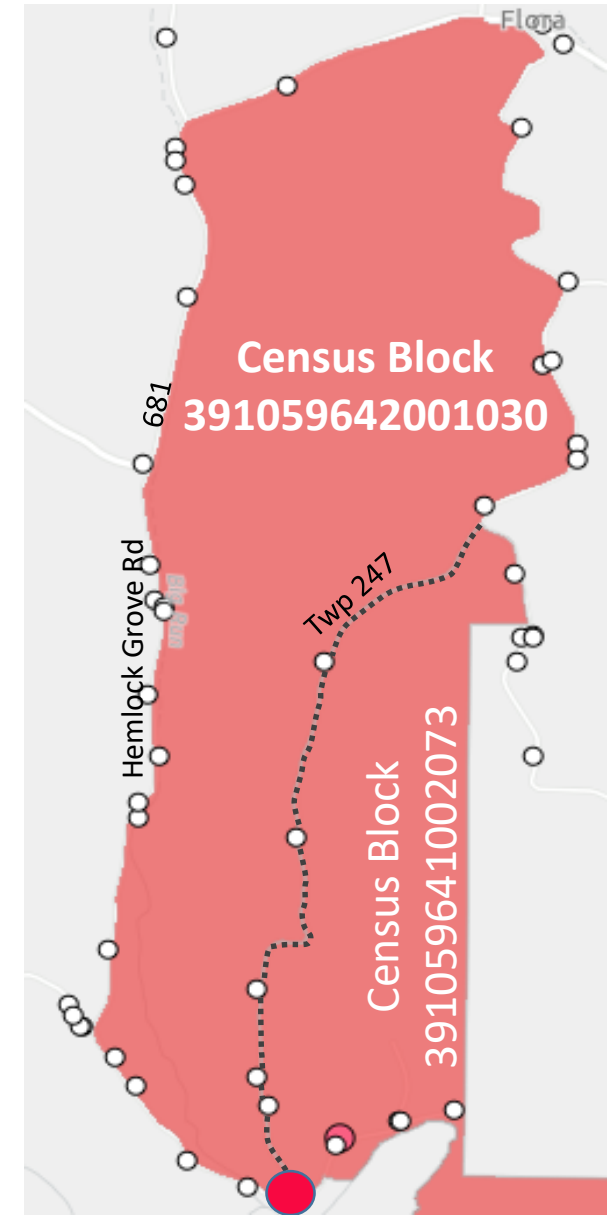 Flora
Census Block
391059642001030
681
Hemlock Grove Rd
Twp 247
Census Block
391059641002073